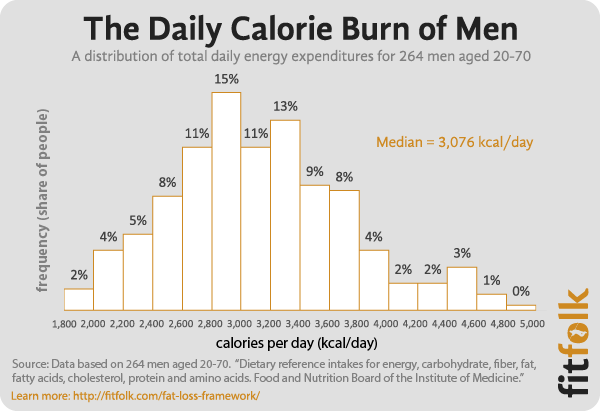 The Daily Calorie Burn of Men
A distribution of total daily energy expenditures for 264 men aged 20-70
15%
13%
11%
11%
9%
8%
8%
5%
4%
4%
3%
2%
2%
2%
1%
0%
Median = 3,076 kcal/day
frequency (share of people)
1,800 2,000 2,200 2,400 2,600 2,800 3,000 3,200 3,400 3,600 3,800 4,000 4,200 4,400 4,600 4,800 5,000
calories per day (kcal/day)
fitfolk
Source: Data based on 264 men aged 20-70. “Dietary reference intakes for energy, carbohydrate, fiber, fat,
fatty acids, cholesterol, protein and amino acids. Food and Nutrition Board of the Institute of Medicine.”
Learn more: http://fitfolk.com/fat-loss-framework/